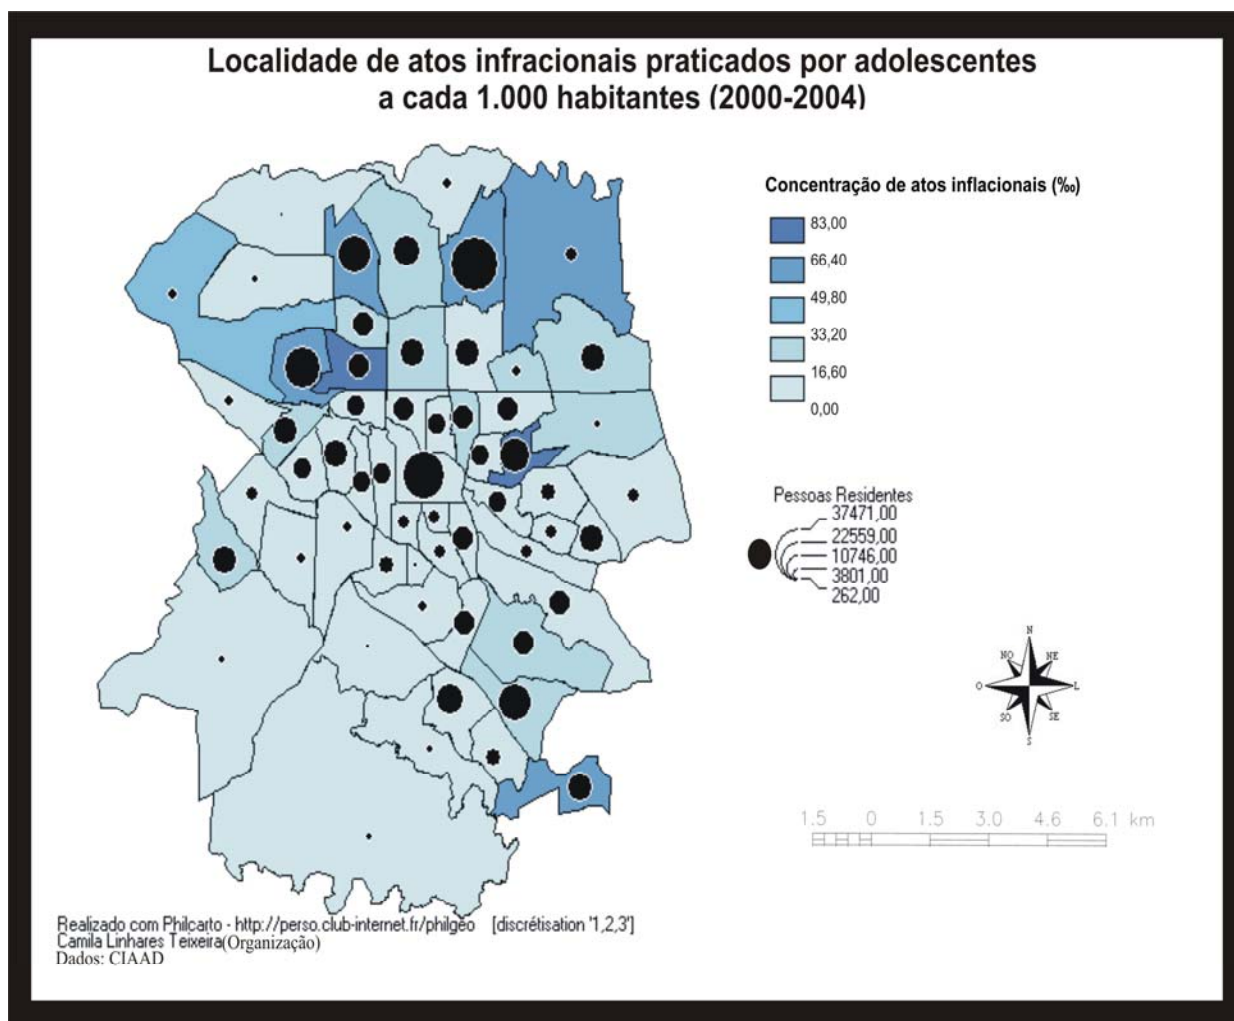 Localidade de atos infracionais praticados por adolescentes
a cada 1.000 habitantes (2000-2004)
Concentração de atos inflacionais (‰)
83,00
66,40
49,80
33,20
16,60
0,00
Pessoas Residentes
37471,00
22559,00
10746,00
3801,00
262,00
N
NO NE
O L
SO SE
S
1.5 0 1.5 3.0 4.6 6.1 km
Realizado com Philcarto - http://perso.club-internet.fr/philgeo [discrétisation '1,2,3']
Camila Linhares Teixeira(Organização)
Dados: CIAAD